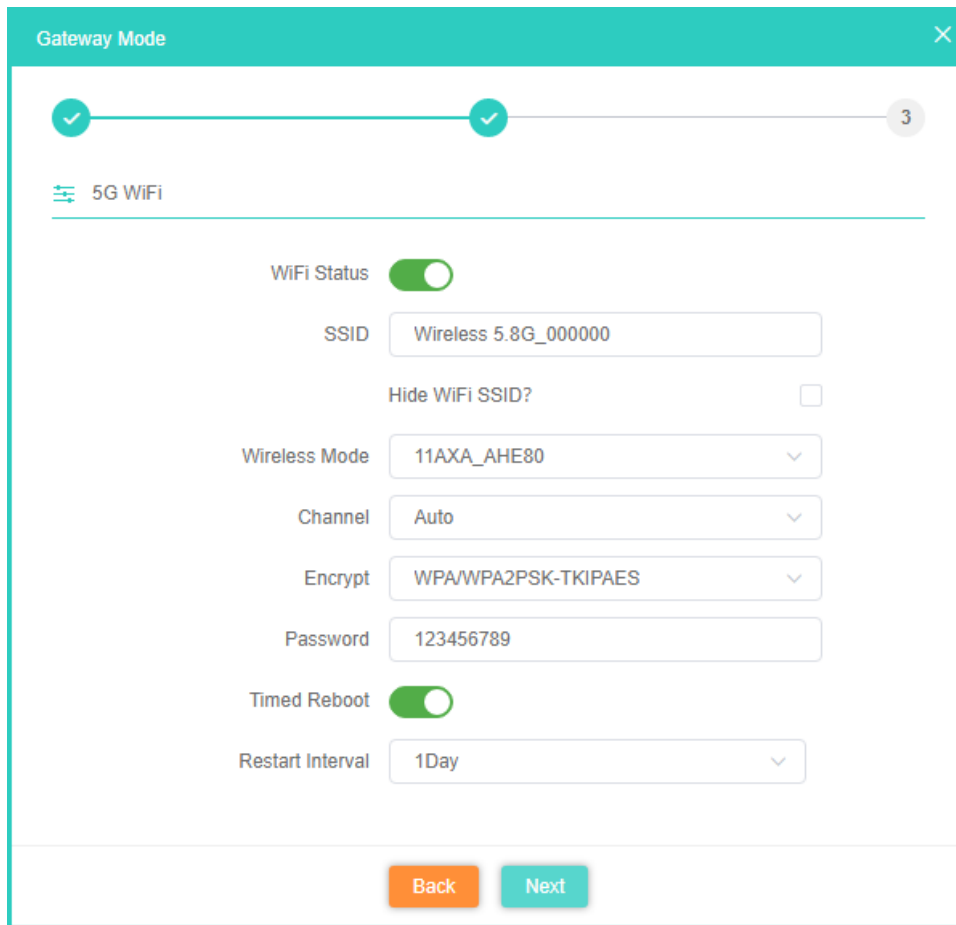 Gateway Mode
3
5G WiFi
WiFi Status
SSID Wireless 5.8G_000000
Hide WiFi SSID?
Wireless Mode 11AXA_AHE80
Channel Auto
Encrypt WPA/WPA2PSK-TKIPAES
Password 123456789
Timed Reboot
Restart Interval 1Day
Back Next